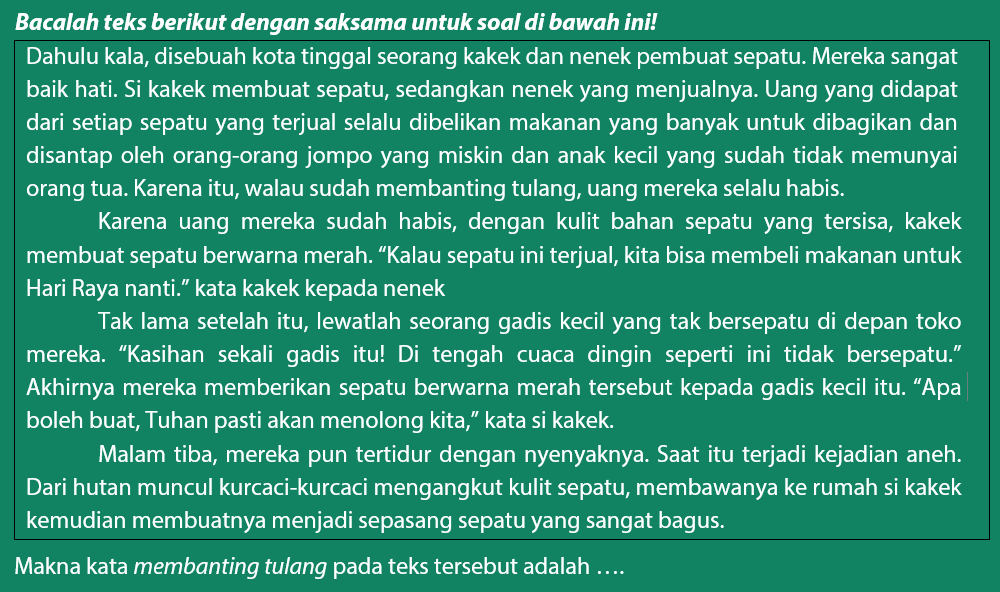 Bacalah teks berikut dengan saksama untuk soal di bawah ini!
Dahulu kala, disebuah kota tinggal seorang kakek dan nenek pembuat sepatu. Mereka sangat
baik hati. Si kakek membuat sepatu, sedangkan nenek yang menjualnya. Uang yang didapat
dari setiap sepatu yang terjual selalu dibelikan makanan yang banyak untuk dibagikan dan
disantap oleh orang-orang jompo yang miskin dan anak kecil yang sudah tidak memunyai
orang tua. Karena itu, walau sudah membanting tulang, uang mereka selalu habis.
Karena uang mereka sudah habis, dengan kulit bahan sepatu yang tersisa, kakek
membuat sepatu berwarna merah. “Kalau sepatu ini terjual, kita bisa membeli makanan untuk
Hari Raya nanti.” kata kakek kepada nenek
Tak lama setelah itu, lewatlah seorang gadis kecil yang tak bersepatu di depan toko
mereka. “Kasihan sekali gadis itu! Di tengah cuaca dingin seperti ini tidak bersepatu.”
Akhirnya mereka memberikan sepatu berwarna merah tersebut kepada gadis kecil itu. “Apa
boleh buat, Tuhan pasti akan menolong kita,” kata si kakek.
Malam tiba, mereka pun tertidur dengan nyenyaknya. Saat itu terjadi kejadian aneh.
Dari hutan muncul kurcaci-kurcaci mengangkut kulit sepatu, membawanya ke rumah si kakek
kemudian membuatnya menjadi sepasang sepatu yang sangat bagus.
Makna kata membanting tulang pada teks tersebut adalah ….